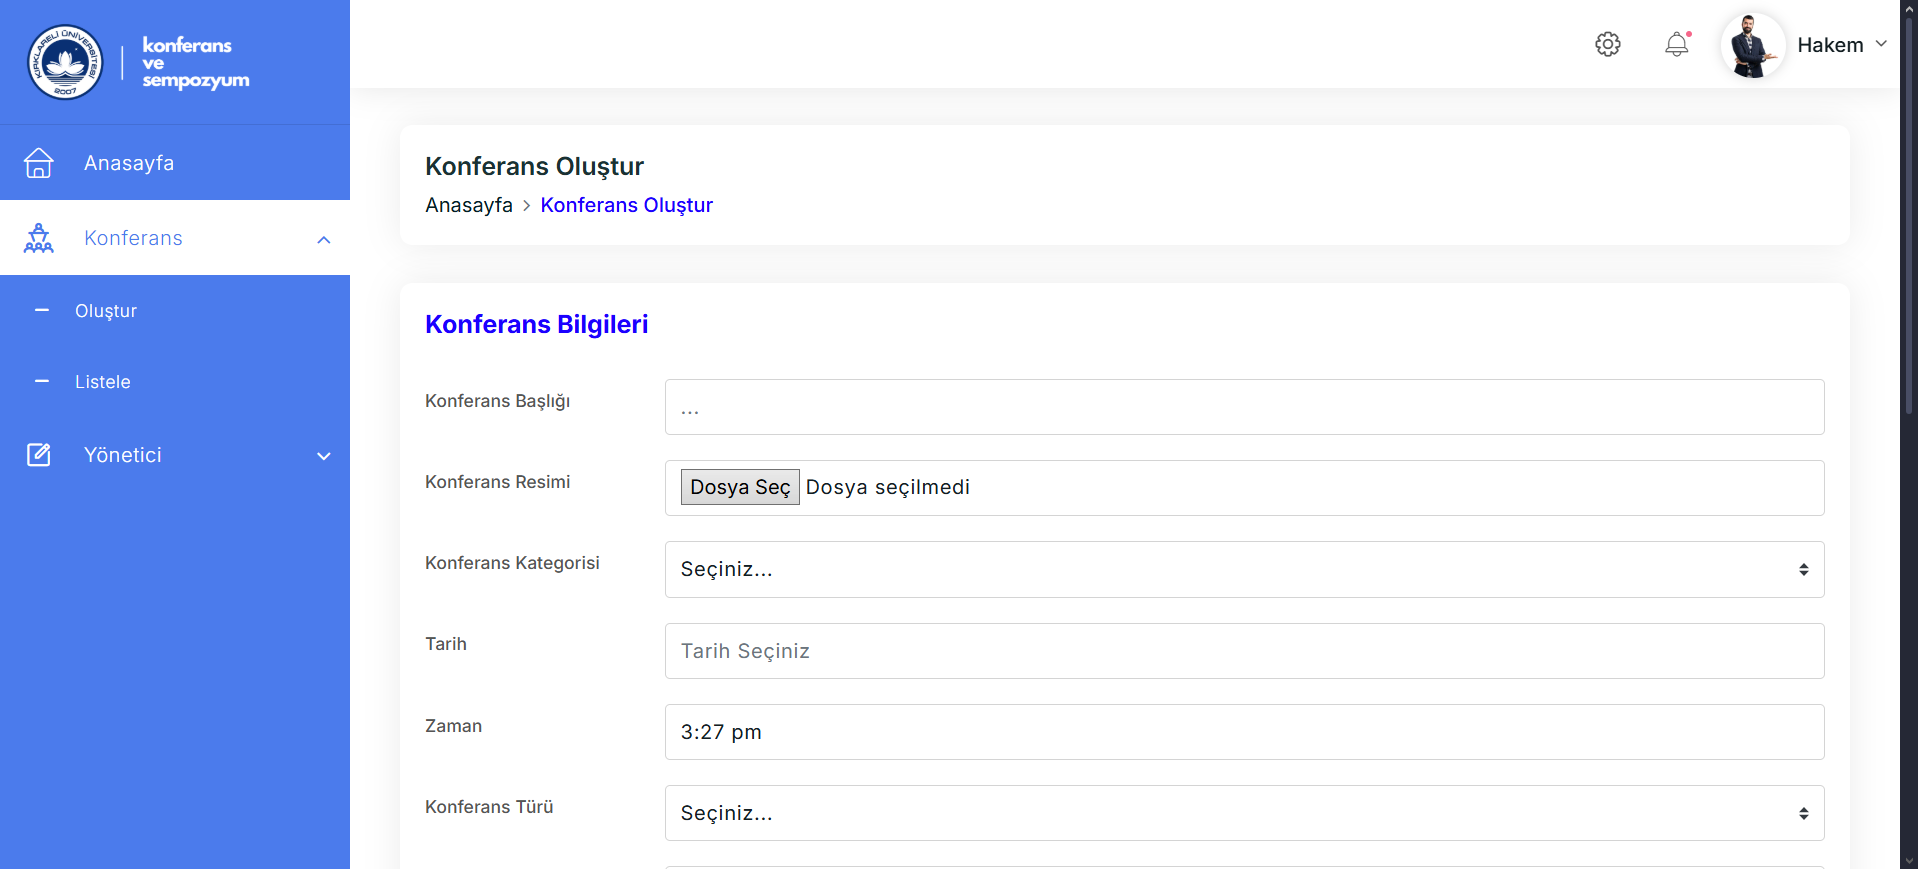 KIRKLARELİ ÜNİVERSİTESİ
2007
konferans
ve
sempozyum
Hakem
Anasayfa
Konferans
Oluştur
Listele
Yönetici
Konferans Oluştur
Anasayfa > Konferans Oluştur
Konferans Bilgileri
Konferans Başlığı
...
Konferans Resimi
Dosya Seç Dosya seçilmedi
Konferans Kategorisi
Seçiniz...
Tarih
Tarih Seçiniz
Zaman
3:27 pm
Konferans Türü
Seçiniz...